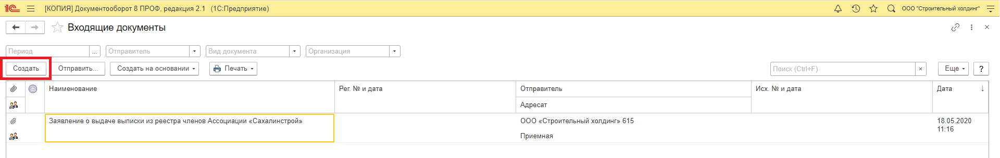 1С [КОПИЯ] Документооборот 8 ПРОФ, редакция 2.1 (1С:Предприятие) ООО "Строительный холдинг"
Входящие документы
Период ... Отправитель Вид документа Организация
Создать Отправить... Создать на основании Печать Поиск (Ctrl+F) × Еще ?
Наименование Рег. № и дата Отправитель Исх. № и дата Дата ↓
Адресат
Заявление о выдаче выписки из реестра членов Ассоциации «Сахалинстрой» ООО «Строительный холдинг» 615 18.05.2020
11:16
Приемная